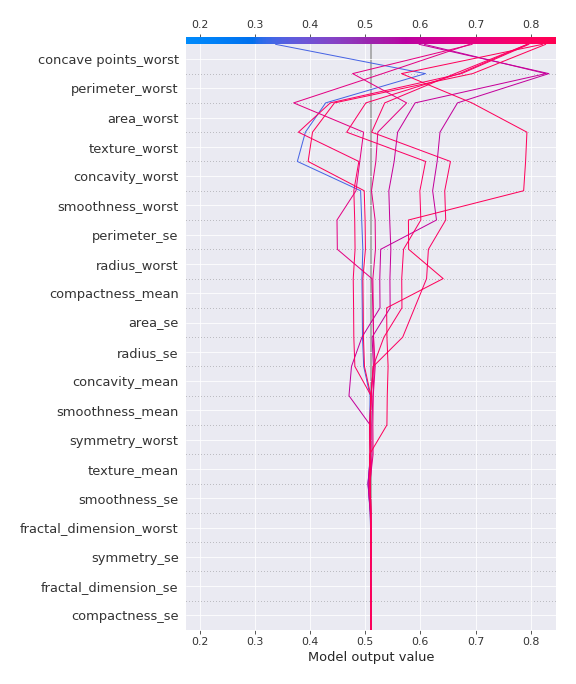 0.2 0.3 0.4 0.5 0.6 0.7 0.8
concave points_worst
perimeter_worst
area_worst
texture_worst
concavity_worst
smoothness_worst
perimeter_se
radius_worst
compactness_mean
area_se
radius_se
concavity_mean
smoothness_mean
symmetry_worst
texture_mean
smoothness_se
fractal_dimension_worst
symmetry_se
fractal_dimension_se
compactness_se
0.2 0.3 0.4 0.5 0.6 0.7 0.8
Model output value